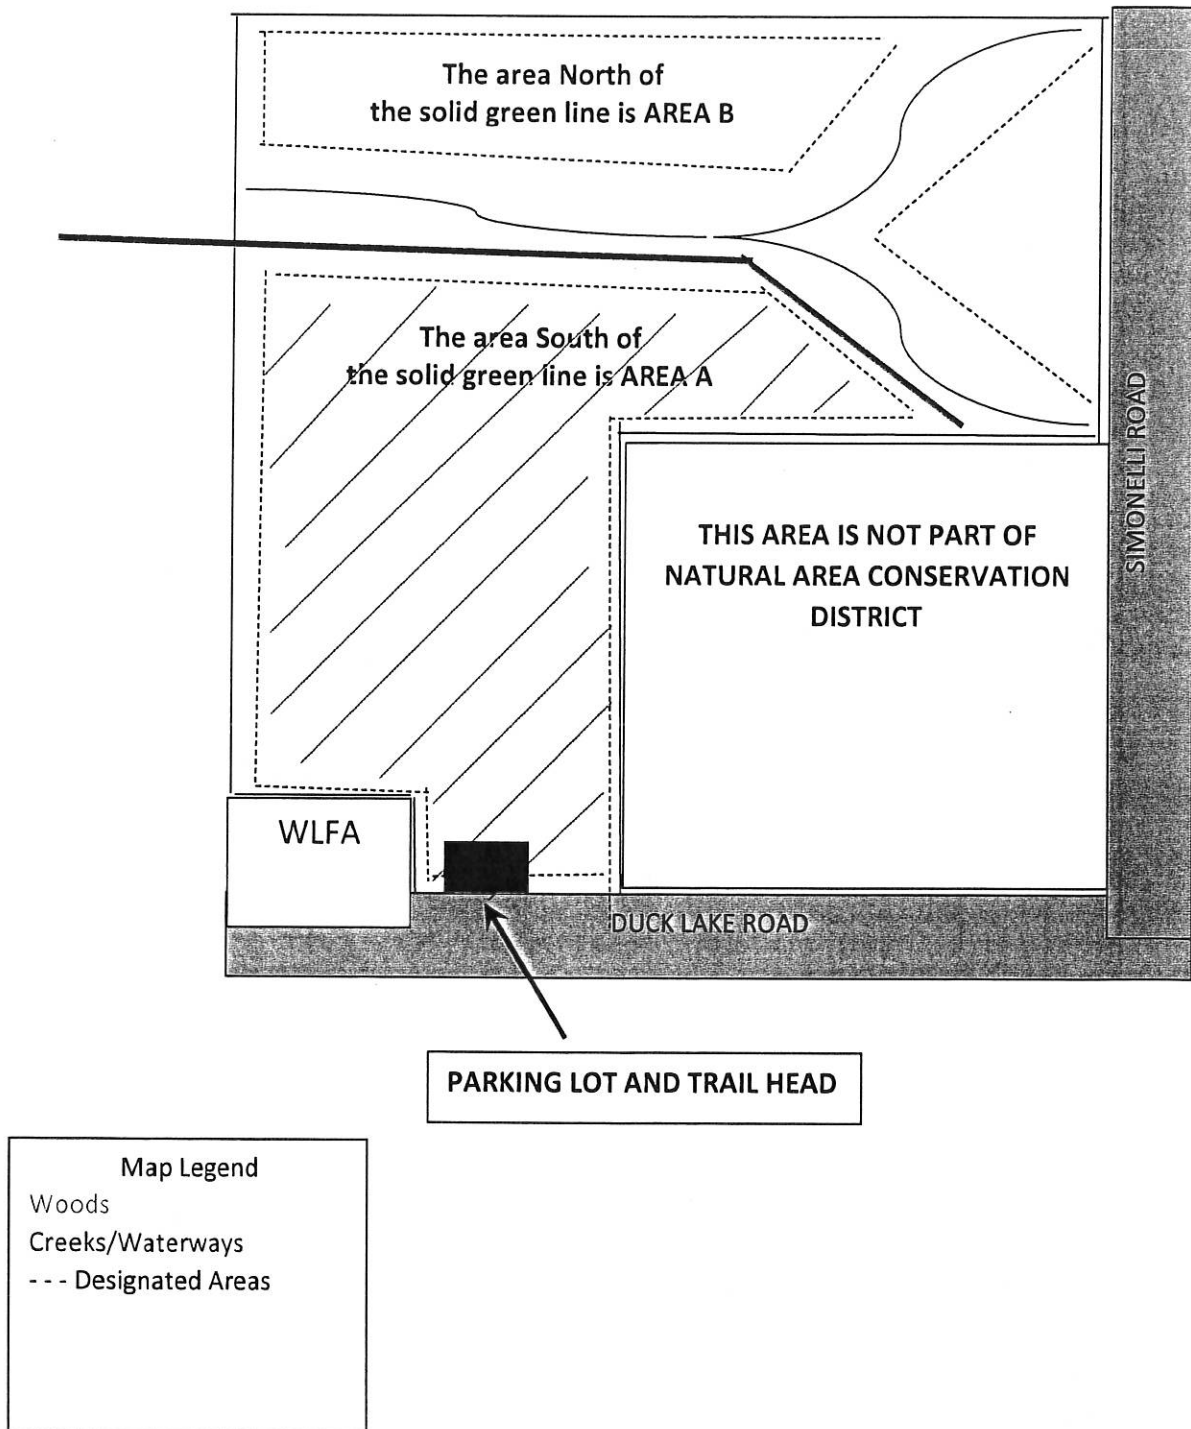 The area North of
the solid green line is AREA B
The area South of
the solid green line is AREA A
SIMONELLI ROAD
THIS AREA IS NOT PART OF
NATURAL AREA CONSERVATION
DISTRICT
WLFA
DUCK LAKE ROAD
PARKING LOT AND TRAIL HEAD
Map Legend
Woods
Creeks/Waterways
--- Designated Areas